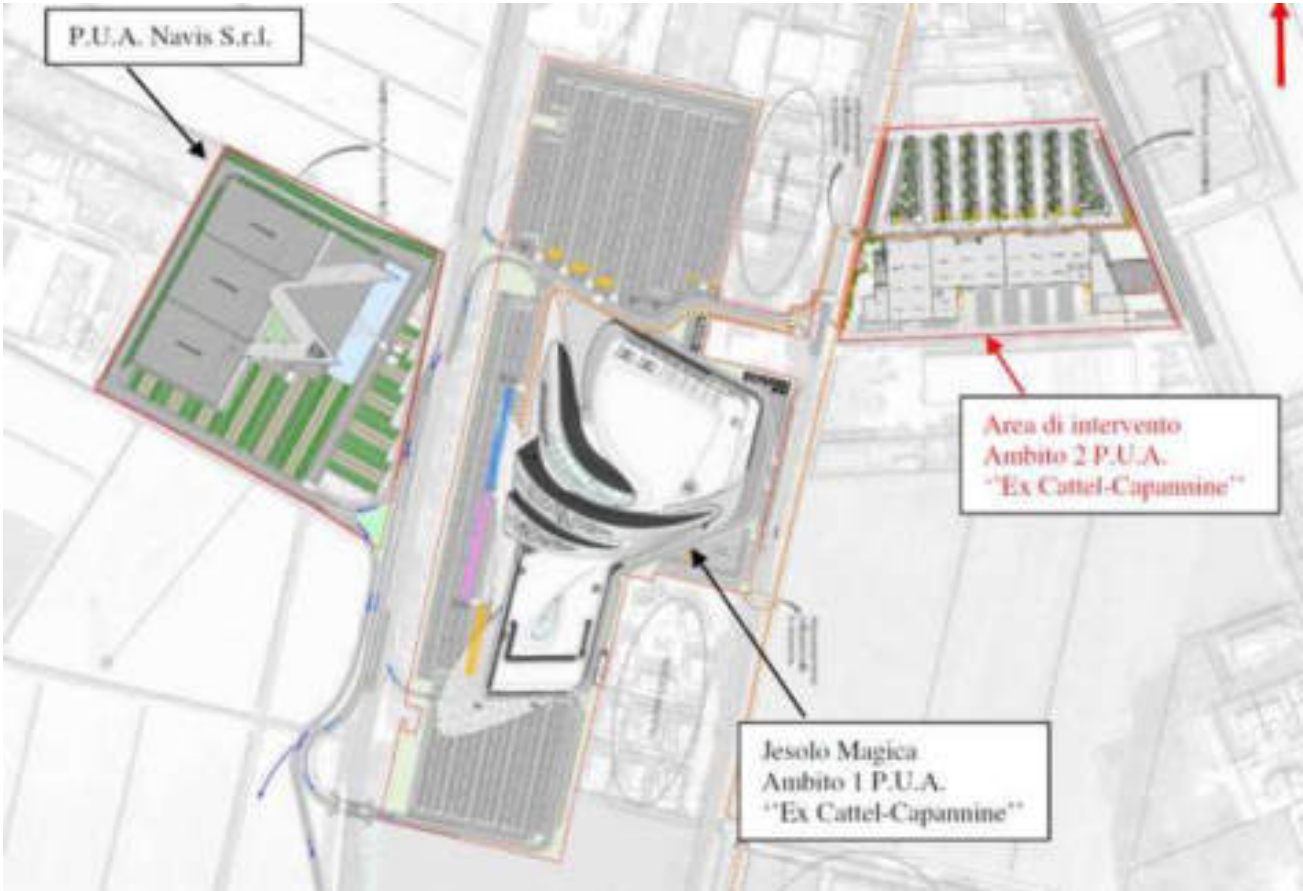 P.U.A. Navis S.r.l.
Area di intervento
Ambito 2 P.U.A.
‘‘Ex Cattel-Capannine’’
Jesolo Magica
Ambito 1 P.U.A.
‘‘Ex Cattel-Capannine’’